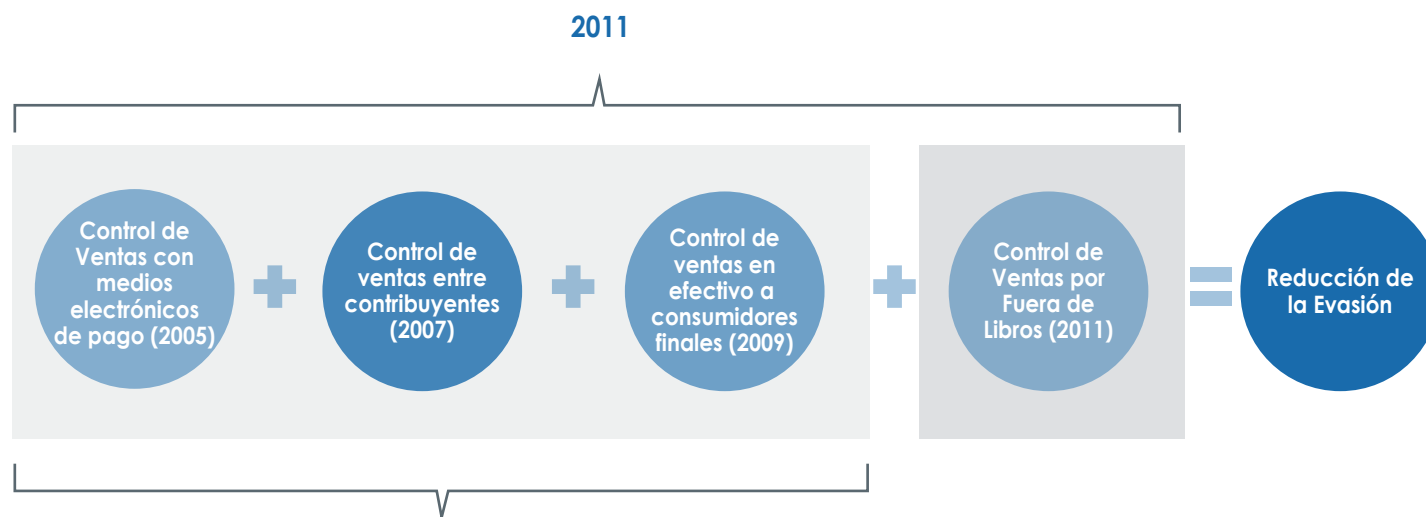 2011
Control de
Ventas con
medios
electrónicos
de pago (2005)
Control de
ventas entre
contribuyentes
(2007)
Control de
ventas en
efectivo a
consumidores
finales (2009)
Control de
Ventas por
Fuera de
Libros (2011)
Reducción de
la Evasión